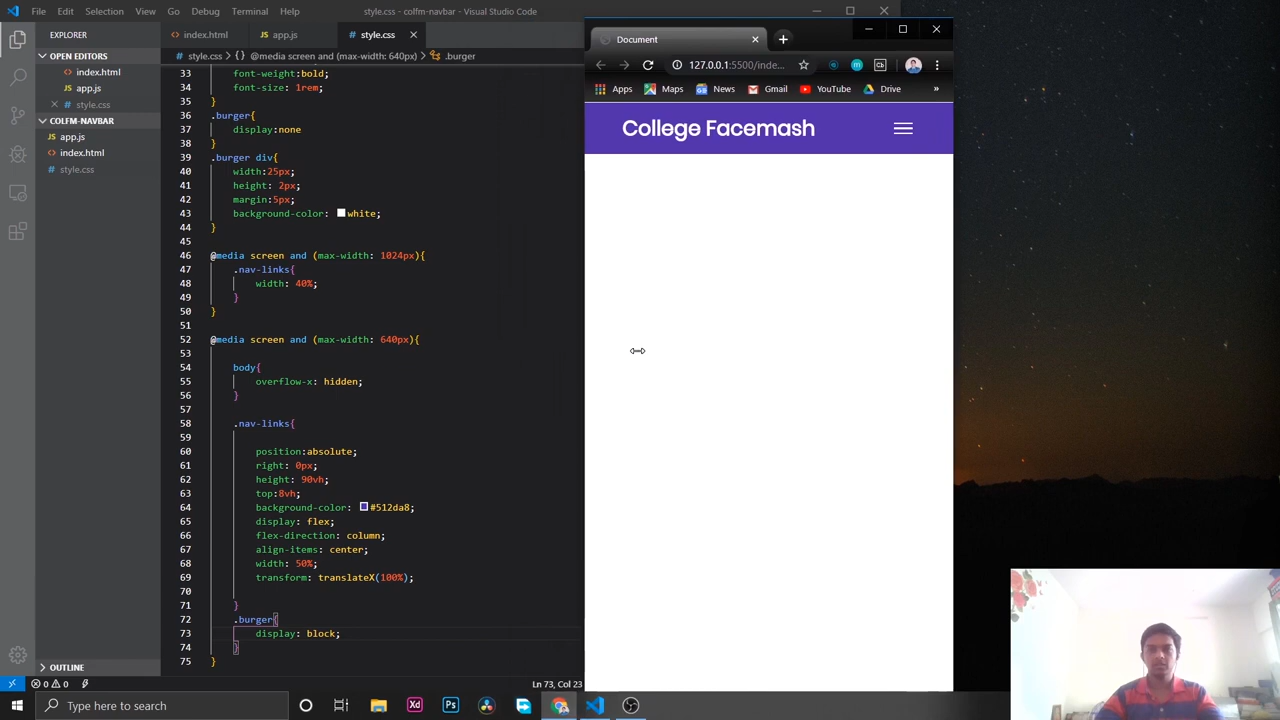 File Edit Selection View Go Debug Terminal Help style.css - colfm-navbar - Visual Studio Code
EXPLORER
OPEN EDITORS
index.html
app.js
style.css
COLFM-NAVBAR
app.js
index.html
style.css
OUTLINE
index.html app.js style.css
style.css > {} @media screen and (max-width: 640px) > .burger
33 font-weight:bold;
34 font-size: 1rem;
35 }
36 .burger{
37 display:none
38 }
39 .burger div{
40 width:25px;
41 height: 2px;
42 margin:5px;
43 background-color: white;
44 }
45
46 @media screen and (max-width: 1024px){
47 .nav-links{
48 width: 40%;
49 }
50 }
51
52 @media screen and (max-width: 640px){
53
54 body{
55 overflow-x: hidden;
56 }
57
58 .nav-links{
59
60 position:absolute;
61 right: 0px;
62 height: 90vh;
63 top:8vh;
64 background-color: #512da8;
65 display: flex;
66 flex-direction: column;
67 align-items: center;
68 width: 50%;
69 transform: translateX(100%);
70
71 }
72 .burger{
73 display: block;
74 }
75 }
0 0 Ln 73, Col 23
Document
127.0.0.1:5500/inde...
Apps Maps News Gmail YouTube Drive »
College Facemash
Type here to search
Xd Ps